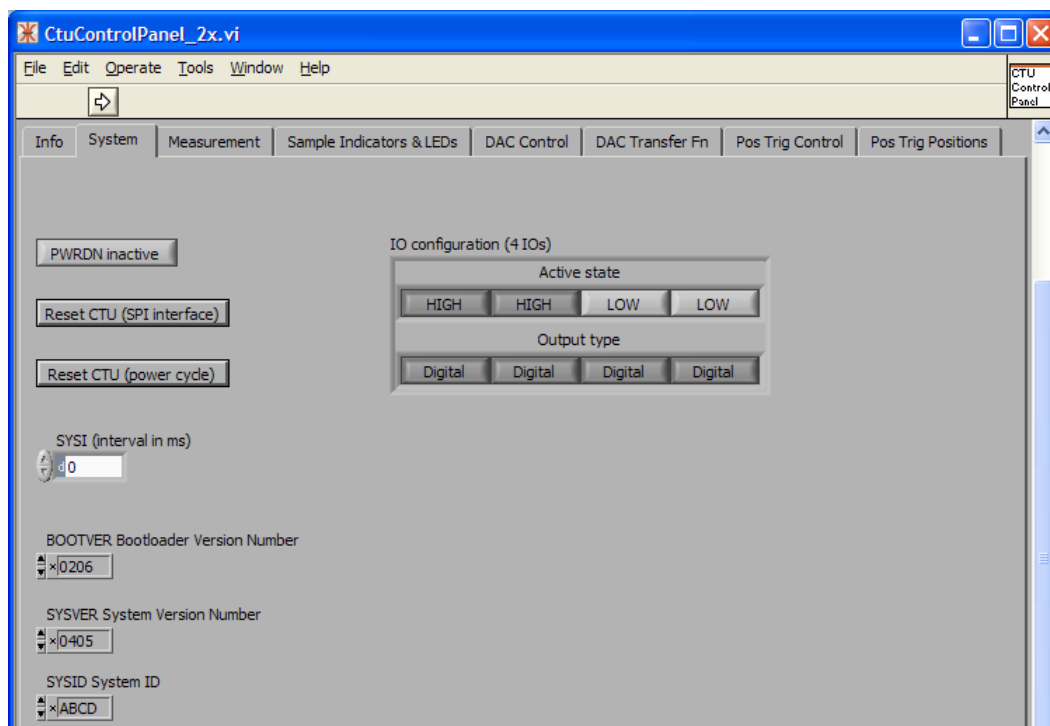 CtuControlPanel_2x.vi
File Edit Operate Tools Window Help
CTU
Control
Panel
Info System Measurement Sample Indicators & LEDs DAC Control DAC Transfer Fn Pos Trig Control Pos Trig Positions
PWRDN inactive
IO configuration (4 IOs)
Active state
HIGH HIGH LOW LOW
Reset CTU (SPI interface)
Output type
Digital Digital Digital Digital
Reset CTU (power cycle)
SYSI (interval in ms)
d 0
BOOTVER Bootloader Version Number
×0206
SYSVER System Version Number
×0405
SYSID System ID
×ABCD